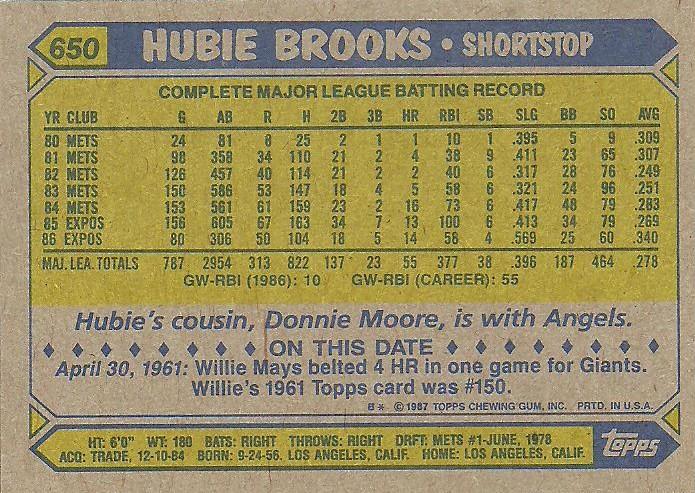 650 HUBIE BROOKS • SHORTSTOP
COMPLETE MAJOR LEAGUE BATTING RECORD
YR CLUB G AB R H 2B 3B HR RBI SB SLG BB SO AVG
80 METS 24 81 8 25 2 1 1 10 1 .395 5 9 .309
81 METS 98 358 34 110 21 2 4 38 9 .411 23 65 .307
82 METS 126 457 40 114 21 2 2 40 6 .317 28 76 .249
83 METS 150 586 53 147 18 4 5 58 6 .321 24 96 .251
84 METS 153 561 61 159 23 2 16 73 6 .417 48 79 .283
85 EXPOS 156 605 67 163 34 7 13 100 6 .413 34 79 .269
86 EXPOS 80 306 50 104 18 5 14 58 4 .569 25 60 .340
MAJ. LEA. TOTALS 787 2954 313 822 137 23 55 377 38 .396 187 464 .278
GW-RBI (1986): 10 GW-RBI (CAREER): 55
Hubie's cousin, Donnie Moore, is with Angels.
♦ ♦ ♦ ♦ ♦ ♦ ♦ ♦ ♦ ON THIS DATE ♦ ♦ ♦ ♦ ♦ ♦ ♦ ♦ ♦
April 30, 1961: Willie Mays belted 4 HR in one game for Giants.
Willie's 1961 Topps card was #150.
B * © 1987 TOPPS CHEWING GUM, INC. PRTD. IN U.S.A.
HT: 6'0" WT: 180 BATS: RIGHT THROWS: RIGHT DRFT: METS #1-JUNE, 1978
ACQ: TRADE, 12-10-84 BORN: 9-24-56. LOS ANGELES, CALIF. HOME: LOS ANGELES, CALIF.
topps